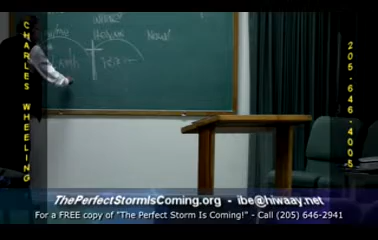 CHARLES WHEELING
205-646-4005
ThePerfectStormIsComing.org - ibe@hiwaay.net
For a FREE copy of "The Perfect Storm Is Coming!" - Call (205) 646-2941